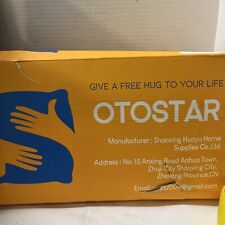 GIVE A FREE HUG TO YOUR LIFE
OTOSTAR
Manufacturer : Shaoxing Huayu Home
Supplies Co.,Ltd
Address : No. 15 Anxing Road Anhua Town,
Zhuji City Shaoxing City,
Zhejiang Province,CN
Email :